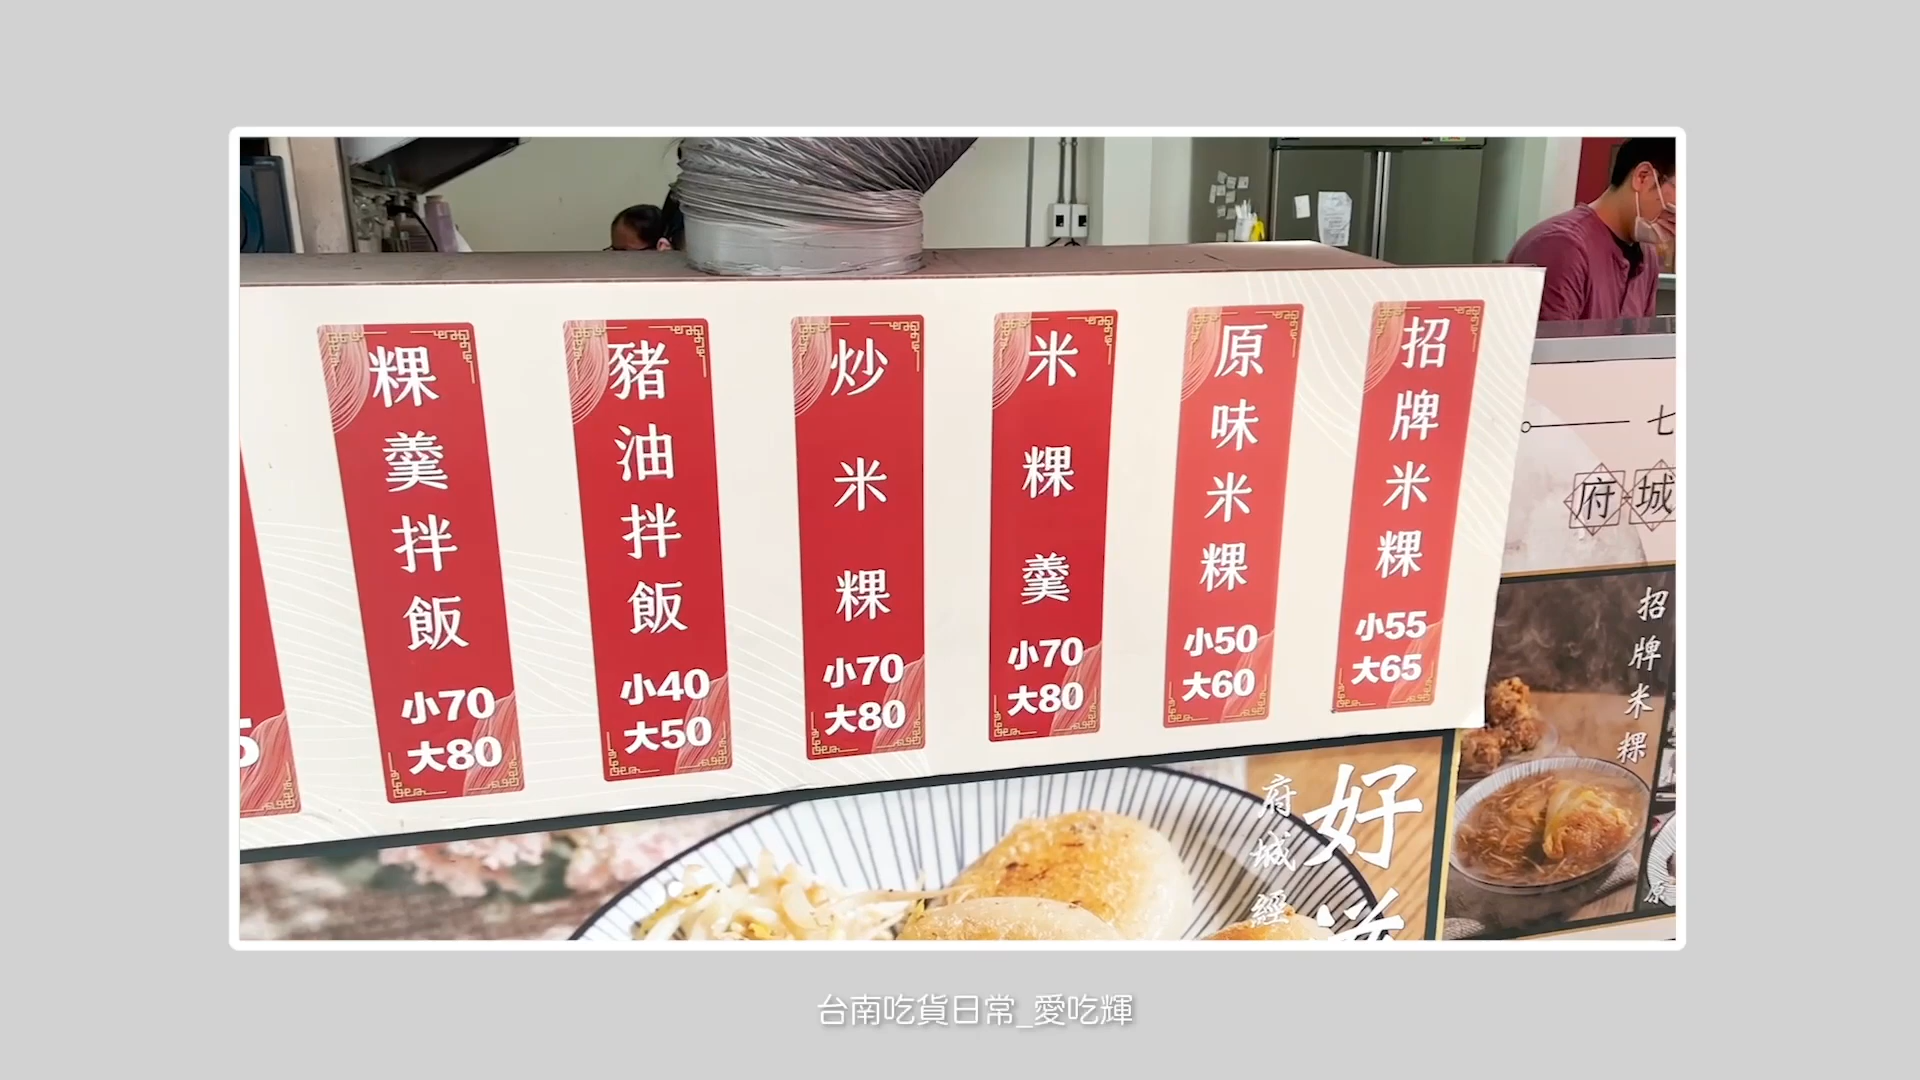 招牌米粿
小55
大65
原味米粿
小50
大60
米粿羹
小70
大80
炒米粿
小70
大80
豬油拌飯
小40
大50
粿羹拌飯
小70
大80
5
七
府城
招牌米粿
原
好
府城經
台南吃貨日常_愛吃輝